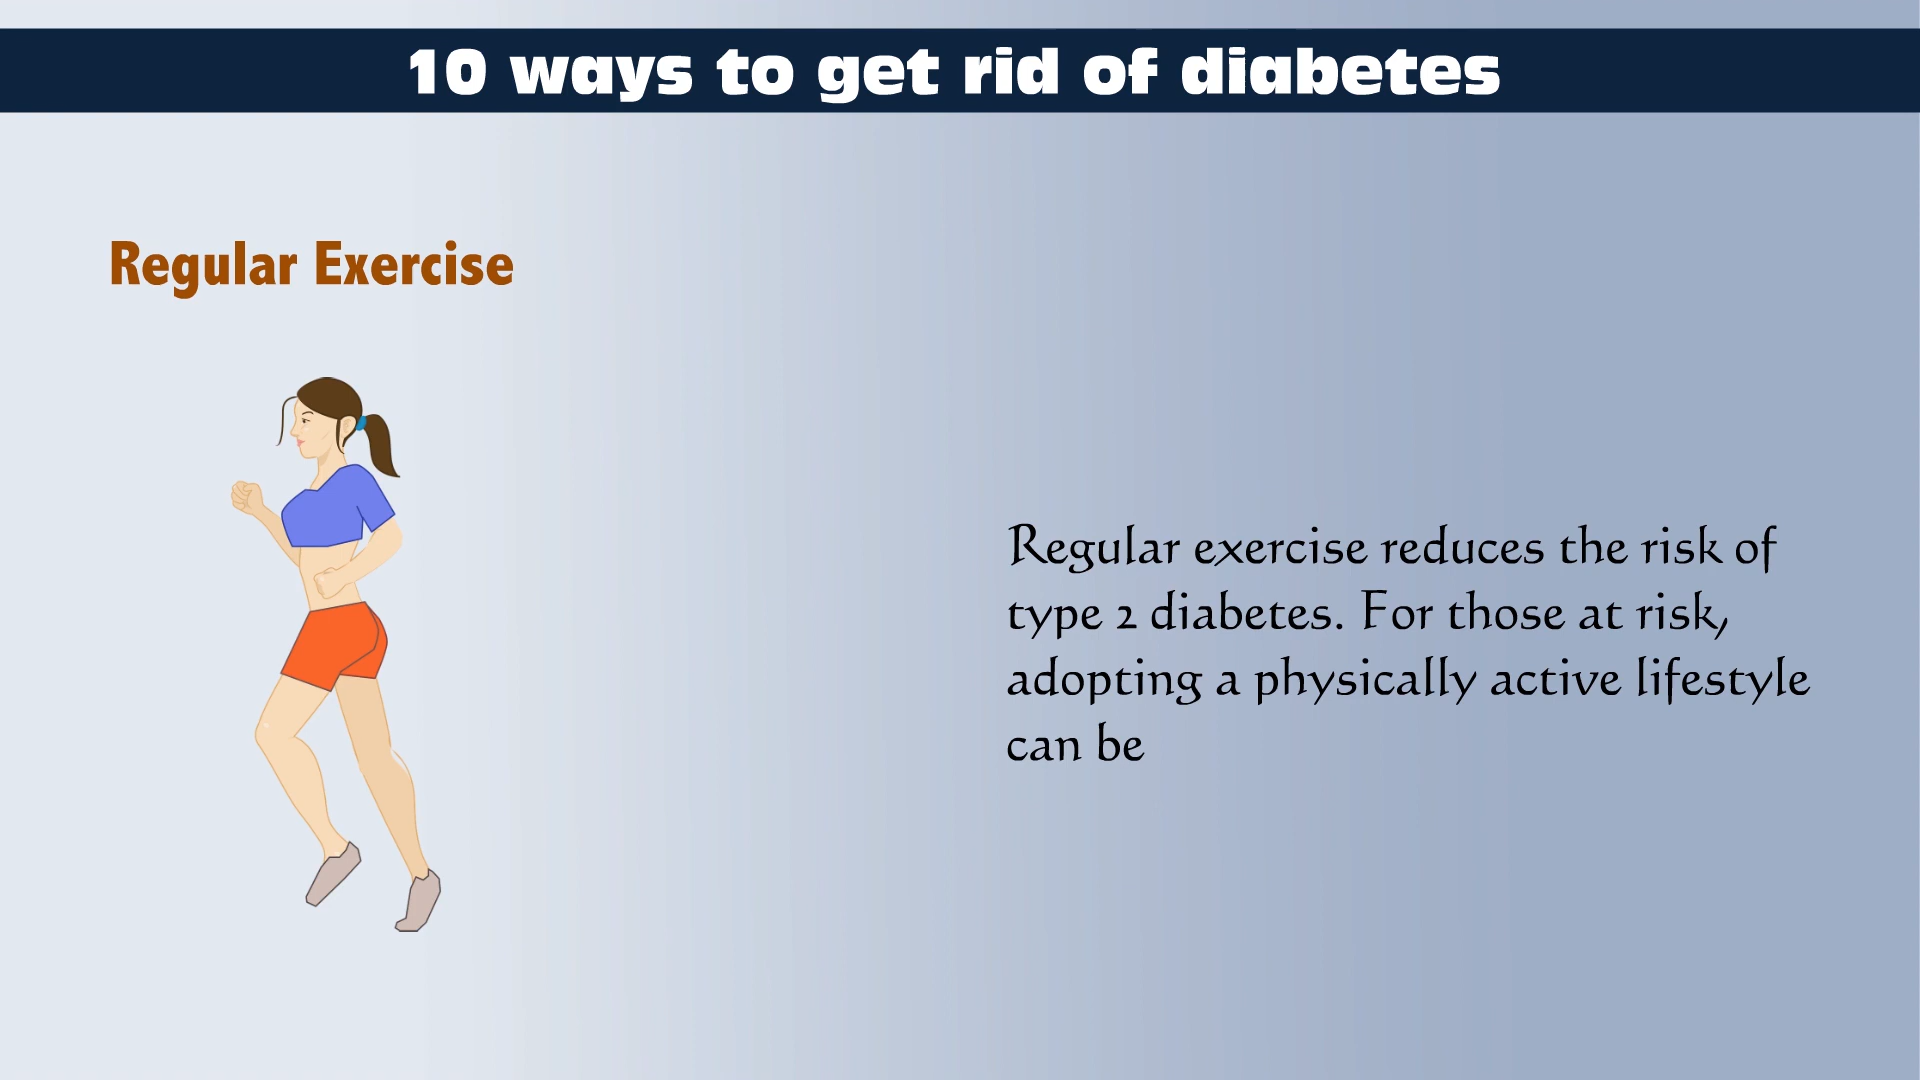 10 ways to get rid of diabetes
Regular Exercise
Regular exercise reduces the risk of
type 2 diabetes. For those at risk,
adopting a physically active lifestyle
can be